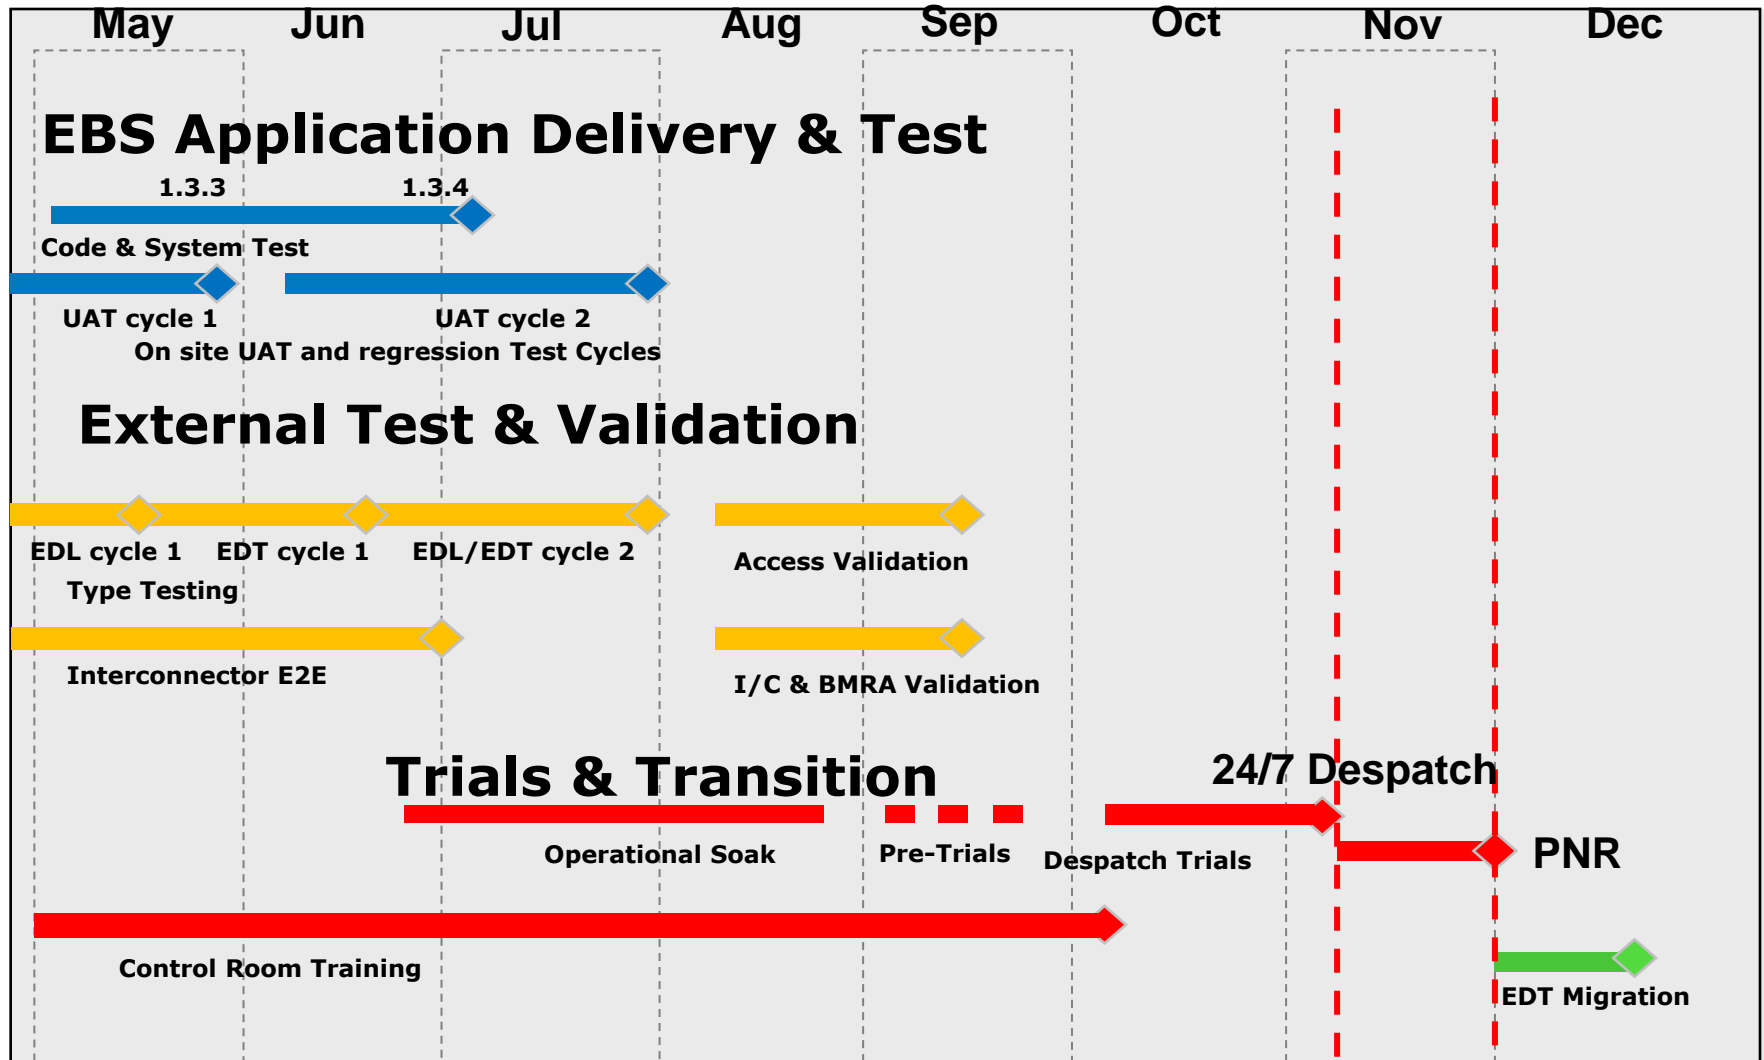 May Jun Jul Aug Sep Oct Nov Dec
EBS Application Delivery & Test
1.3.3 1.3.4
Code & System Test
UAT cycle 1 UAT cycle 2
On site UAT and regression Test Cycles
External Test & Validation
EDL cycle 1 EDT cycle 1 EDL/EDT cycle 2 Access Validation
Type Testing
Interconnector E2E I/C & BMRA Validation
Trials & Transition 24/7 Despatch
Operational Soak Pre-Trials Despatch Trials PNR
Control Room Training
EDT Migration